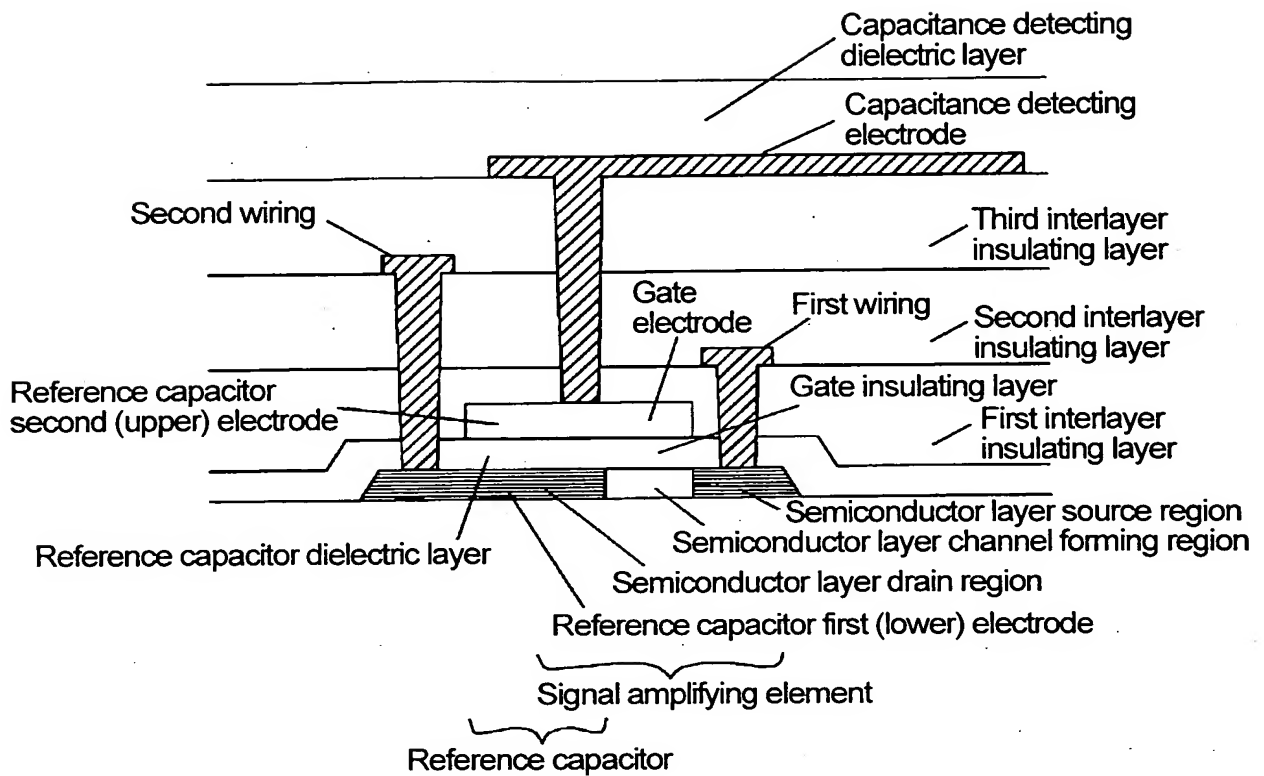 Capacitance detecting
dielectric layer
Capacitance detecting
electrode
Second wiring
Third interlayer
insulating layer
Gate
electrode
First wiring
Second interlayer
insulating layer
Reference capacitor
second (upper) electrode
Gate insulating layer
First interlayer
insulating layer
Semiconductor layer source region
Reference capacitor dielectric layer
Semiconductor layer channel forming region
Semiconductor layer drain region
Reference capacitor first (lower) electrode
Signal amplifying element
Reference capacitor